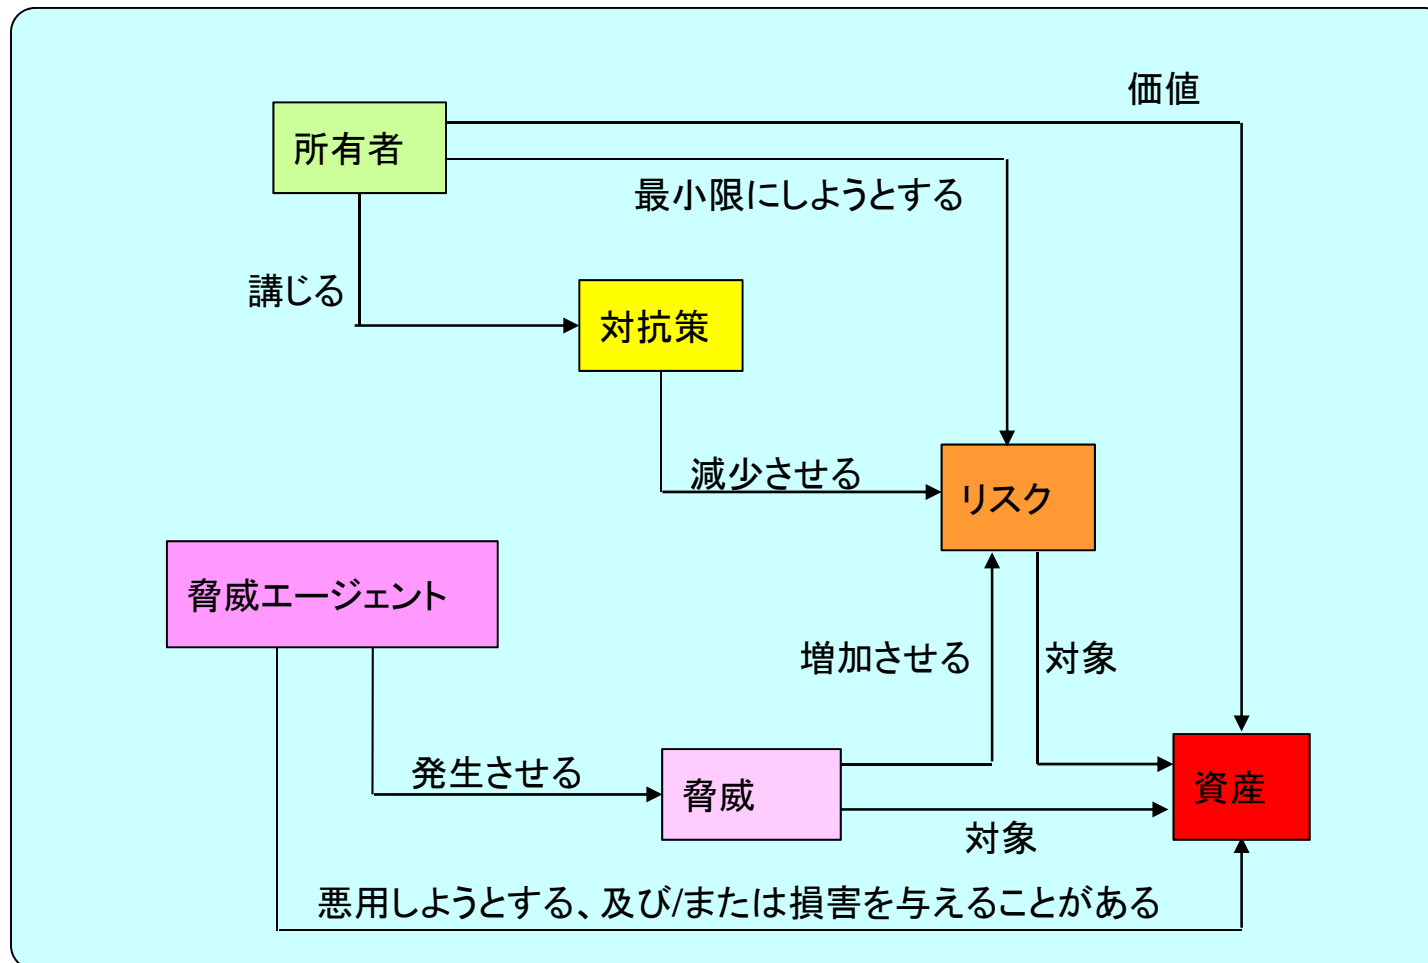 価値
所有者
最小限にしようとする
講じる
対抗策
減少させる
リスク
脅威エージェント
増加させる
対象
発生させる
脅威
資産
対象
悪用しようとする、及び/または損害を与えることがある